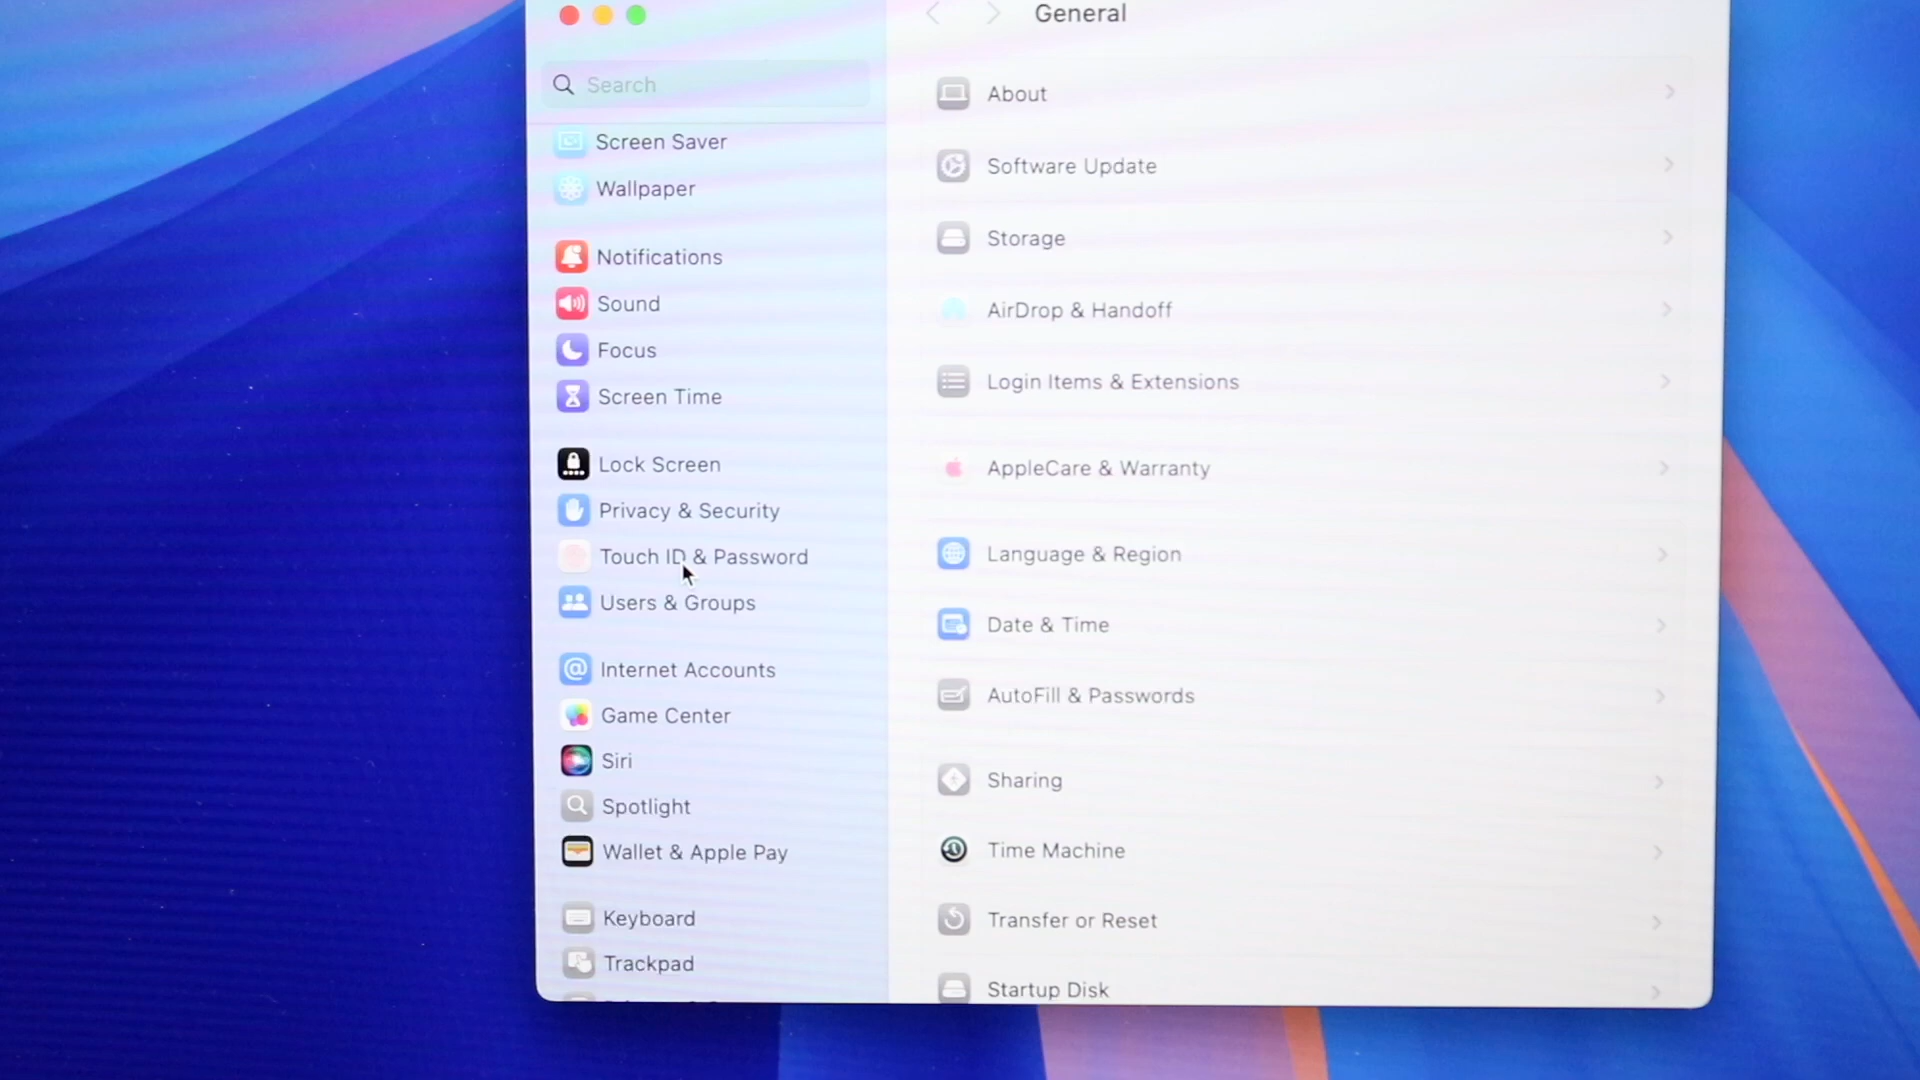 General
Search
Screen Saver
Wallpaper
Notifications
Sound
Focus
Screen Time
Lock Screen
Privacy & Security
Touch ID & Password
Users & Groups
Internet Accounts
Game Center
Siri
Spotlight
Wallet & Apple Pay
Keyboard
Trackpad
About
Software Update
Storage
AirDrop & Handoff
Login Items & Extensions
AppleCare & Warranty
Language & Region
Date & Time
AutoFill & Passwords
Sharing
Time Machine
Transfer or Reset
Startup Disk